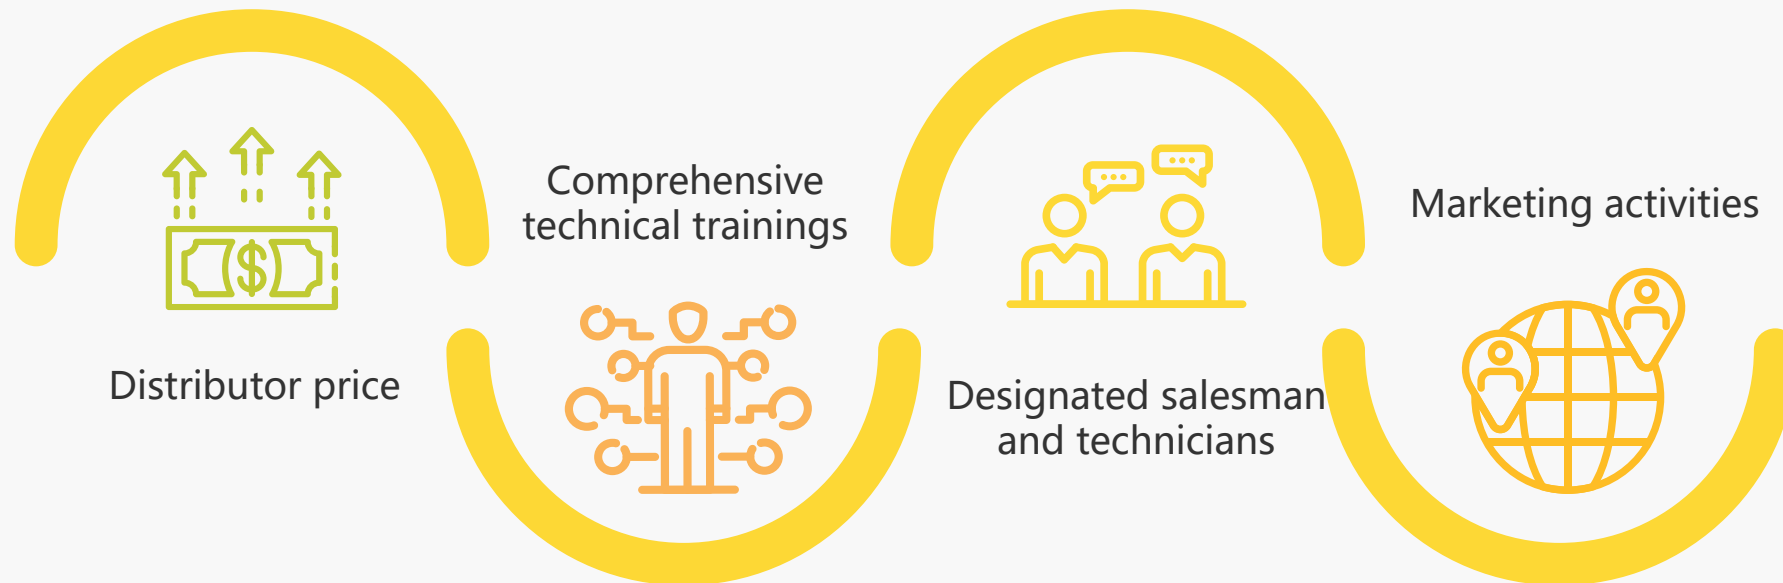 Distributor price
Comprehensive
technical trainings
Designated salesman
and technicians
Marketing activities